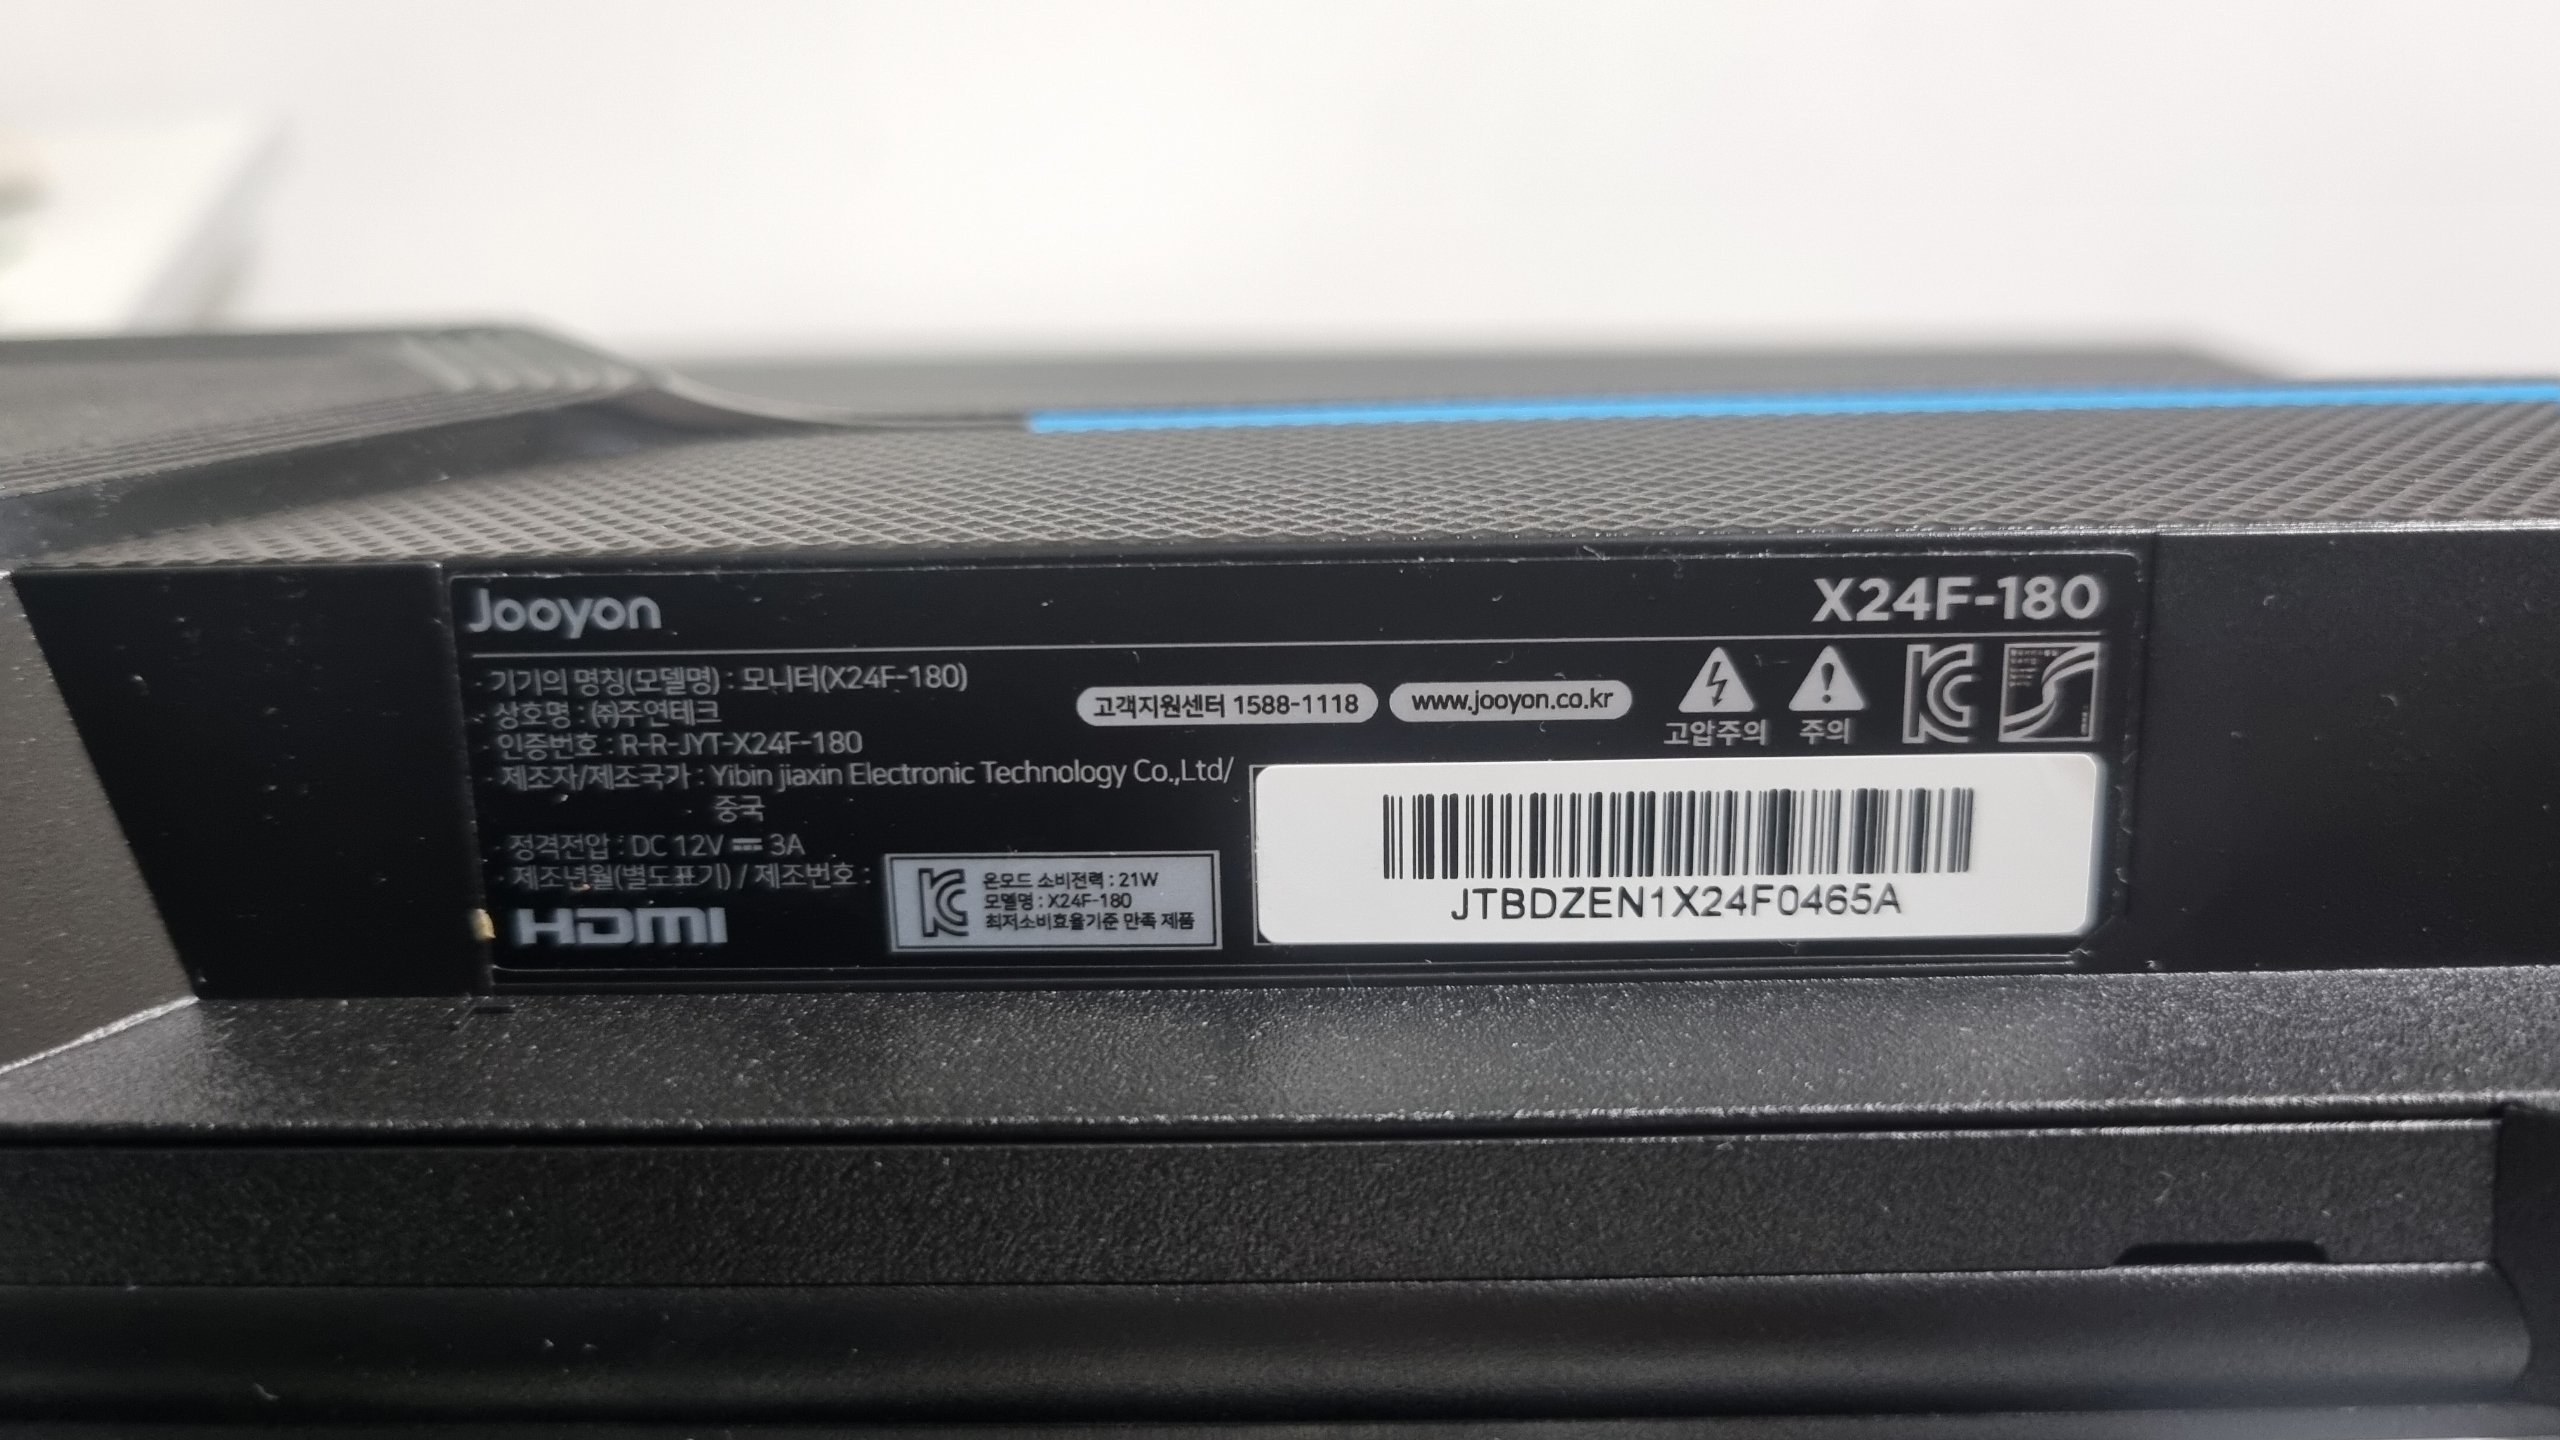 Jooyon
X24F-180
· 기기의 명칭(모델명) : 모니터(X24F-180)
· 상호명 : ㈜주연테크
· 인증번호 : R-R-JYT-X24F-180
· 제조자/제조국가 : Yibin jiaxin Electronic Technology Co.,Ltd/
중국
· 정격전압 : DC 12V ⎓ 3A
· 제조년월(별도표기) / 제조번호 :
HDMI
고객지원센터 1588-1118
www.jooyon.co.kr
고압주의
주의
온모드 소비전력 : 21W
모델명 : X24F-180
최저소비효율기준 만족 제품
JTBDZEN1X24F0465A